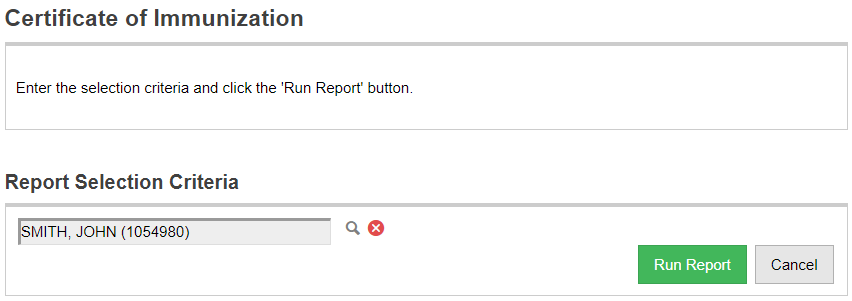 Certificate of Immunization
Enter the selection criteria and click the 'Run Report' button.
Report Selection Criteria
SMITH, JOHN (1054980)
Run Report
Cancel